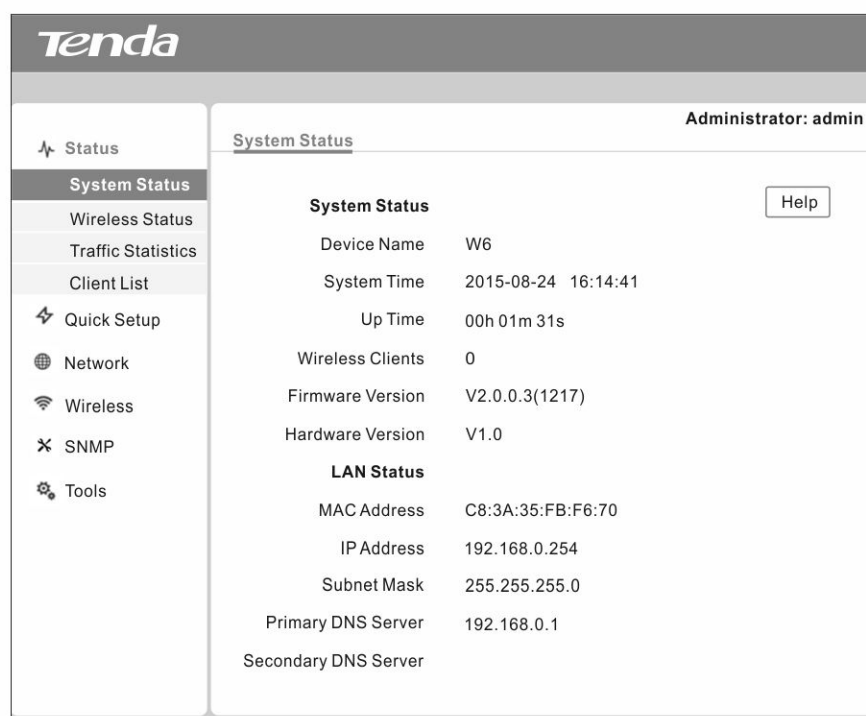 Tenda
Administrator: admin
Status
System Status
Wireless Status
Traffic Statistics
Client List
Quick Setup
Network
Wireless
SNMP
Tools
System Status
Help
System Status
Device Name W6
System Time 2015-08-24 16:14:41
Up Time 00h 01m 31s
Wireless Clients 0
Firmware Version V2.0.0.3(1217)
Hardware Version V1.0
LAN Status
MAC Address C8:3A:35:FB:F6:70
IP Address 192.168.0.254
Subnet Mask 255.255.255.0
Primary DNS Server 192.168.0.1
Secondary DNS Server